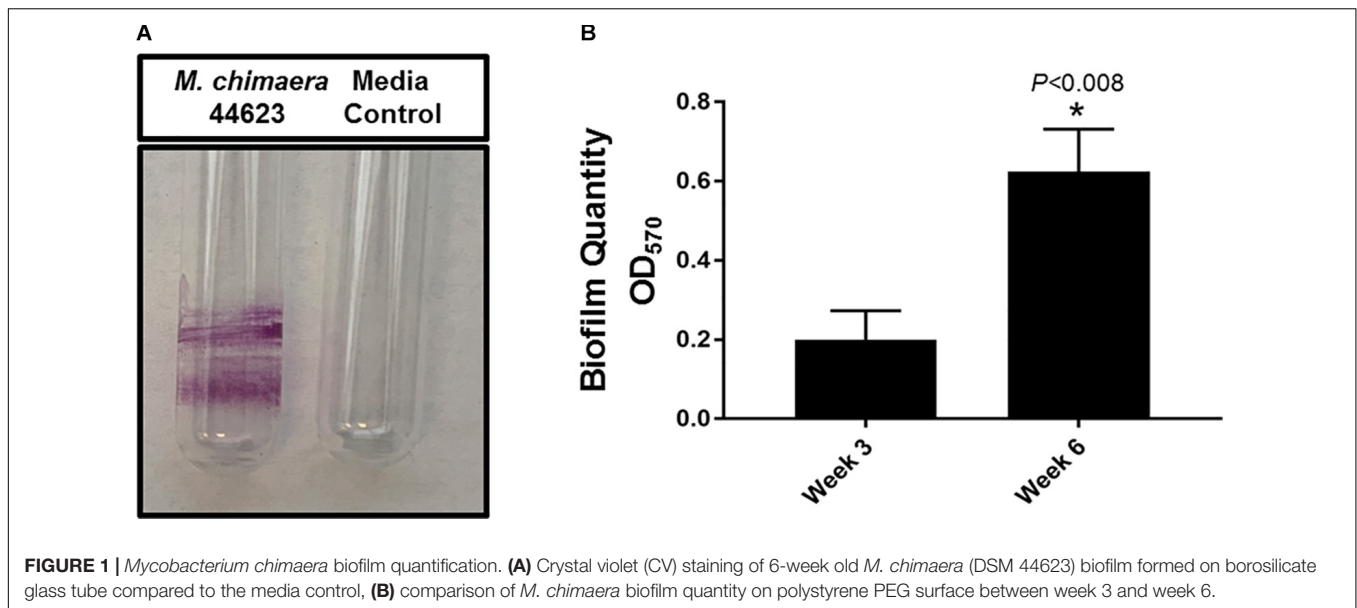 A
M. chimaera Media
44623 Control
B
P<0.008
*
Biofilm Quantity
OD570
0.8
0.6
0.4
0.2
0.0
Week 3
Week 6
FIGURE 1 | Mycobacterium chimaera biofilm quantification. (A) Crystal violet (CV) staining of 6-week old M. chimaera (DSM 44623) biofilm formed on borosilicate
glass tube compared to the media control, (B) comparison of M. chimaera biofilm quantity on polystyrene PEG surface between week 3 and week 6.